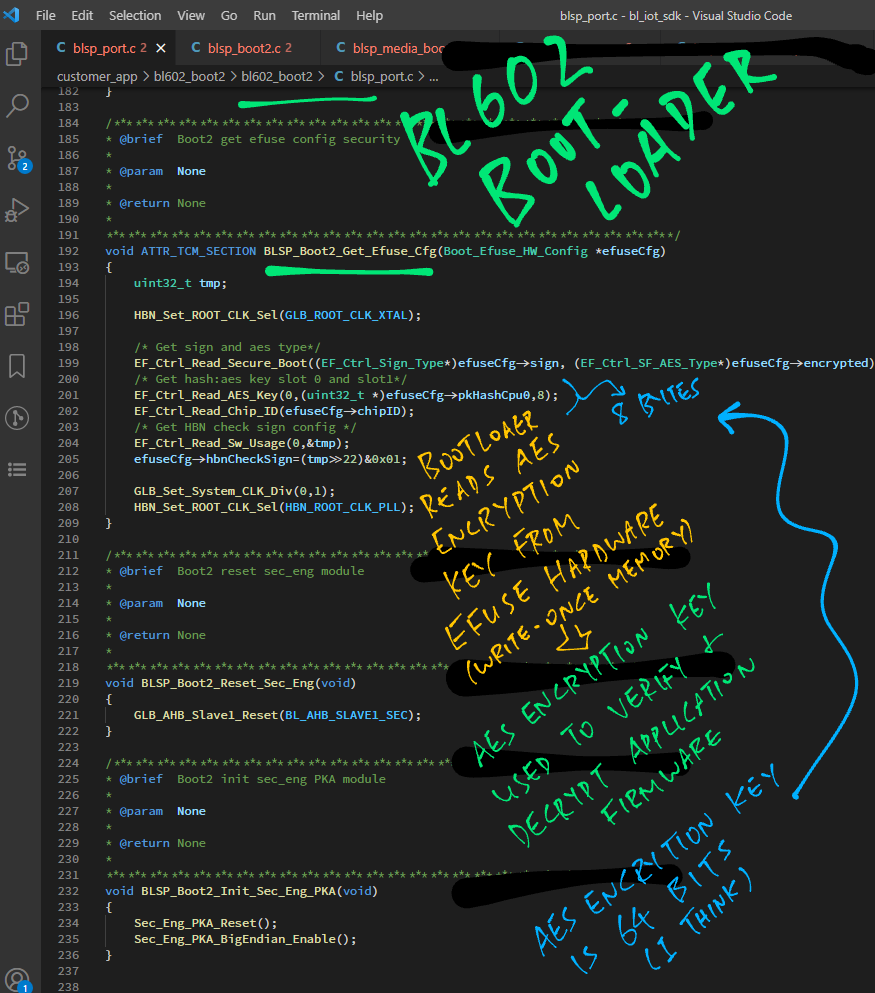 File Edit Selection View Go Run Terminal Help blsp_port.c - bl_iot_sdk - Visual Studio Code
C blsp_port.c 2 × C blsp_boot2.c 2 C blsp_media_boo
customer_app > bl602_boot2 > bl602_boot2 > C blsp_port.c > ...
BL602
BOOT-
LOADER
182 }
183
184 /****************************************
185 * @brief Boot2 get efuse config security
186 *
187 * @param None
188 *
189 * @return None
190 *
191 *******************************************************************************/
192 void ATTR_TCM_SECTION BLSP_Boot2_Get_Efuse_Cfg(Boot_Efuse_HW_Config *efuseCfg)
193 {
194 uint32_t tmp;
195
196 HBN_Set_ROOT_CLK_Sel(GLB_ROOT_CLK_XTAL);
197
198 /* Get sign and aes type*/
199 EF_Ctrl_Read_Secure_Boot((EF_Ctrl_Sign_Type*)efuseCfg->sign, (EF_Ctrl_SF_AES_Type*)efuseCfg->encrypted)
200 /* Get hash:aes key slot 0 and slot1*/
201 EF_Ctrl_Read_AES_Key(0,(uint32_t *)efuseCfg->pkHashCpu0,8);
202 EF_Ctrl_Read_Chip_ID(efuseCfg->chipID);
203 /* Get HBN check sign config */
204 EF_Ctrl_Read_Sw_Usage(0,&tmp);
205 efuseCfg->hbnCheckSign=(tmp>>22)&0x01;
206
207 GLB_Set_System_CLK_Div(0,1);
208 HBN_Set_ROOT_CLK_Sel(HBN_ROOT_CLK_PLL);
209 }
210
211 /****************************************
212 * @brief Boot2 reset sec_eng module
213 *
214 * @param None
215 *
216 * @return None
217 *
218 ****************************************
219 void BLSP_Boot2_Reset_Sec_Eng(void)
220 {
221 GLB_AHB_Slave1_Reset(BL_AHB_SLAVE1_SEC);
222 }
223
224 /****************************************
225 * @brief Boot2 init sec_eng PKA module
226 *
227 * @param None
228 *
229 * @return None
230 *
231 ****************************************
232 void BLSP_Boot2_Init_Sec_Eng_PKA(void)
233 {
234 Sec_Eng_PKA_Reset();
235 Sec_Eng_PKA_BigEndian_Enable();
236 }
237
238
8 BITES
BOOTLOAER
READS AES
ENCRYPTION
KEY FROM
EFUSE HARDWARE
(WRITE-ONCE MEMORY)
AES ENCRYPTION KEY
USED TO VERIFY &
DECRYPT APPLICATION
FIRMWARE
AES ENCRYTION KEY
IS 64 BITS
(I THINK)
2
1